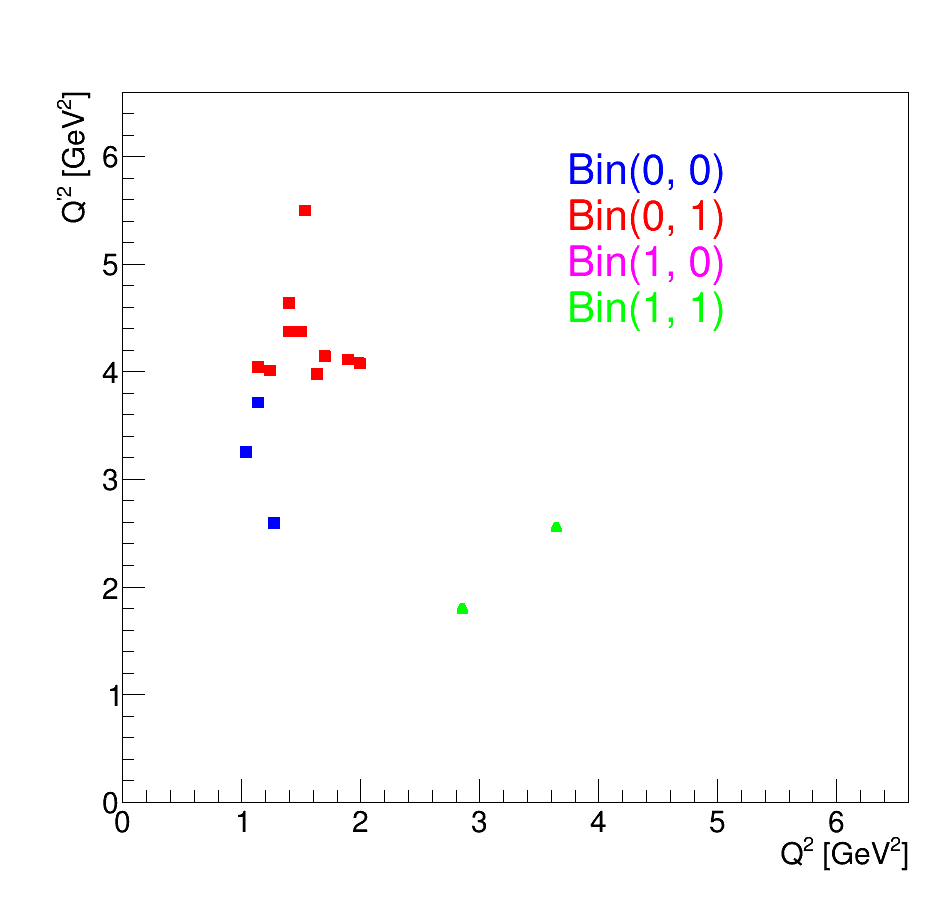 Q'² [GeV²]
6
5
4
3
2
1
0
Bin(0, 0)
Bin(0, 1)
Bin(1, 0)
Bin(1, 1)
0 1 2 3 4 5 6
Q² [GeV²]